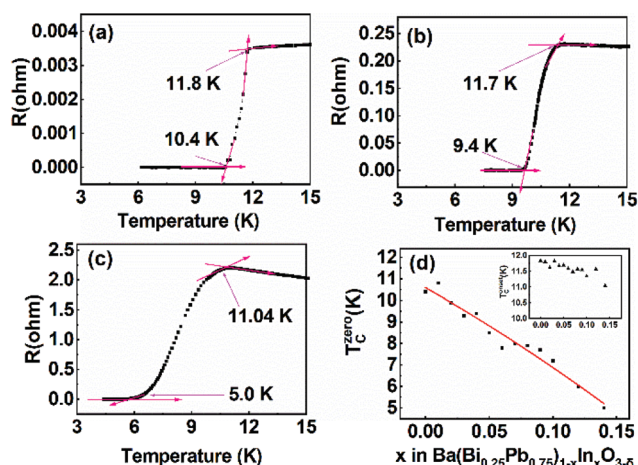 (a)
0.004
0.003
0.002
0.001
0.000
R(ohm)
11.8 K
10.4 K
3 6 9 12 15
Temperature (K)
(b)
0.25
0.20
0.15
0.10
0.05
0.00
R(ohm)
11.7 K
9.4 K
3 6 9 12 15
Temperature (K)
(c)
2.5
2.0
1.5
1.0
0.5
0.0
R(ohm)
11.04 K
5.0 K
3 6 9 12 15
Temperature (K)
(d)
12
11
10
9
8
7
6
5
T_C^zero(K)
12.0
11.5
11.0
10.5
10.0
T_C^onset(K)
0.00 0.05 0.10 0.15
0.00 0.05 0.10 0.15
x in Ba(Bi0.25Pb0.75)1-xInxO3-δ